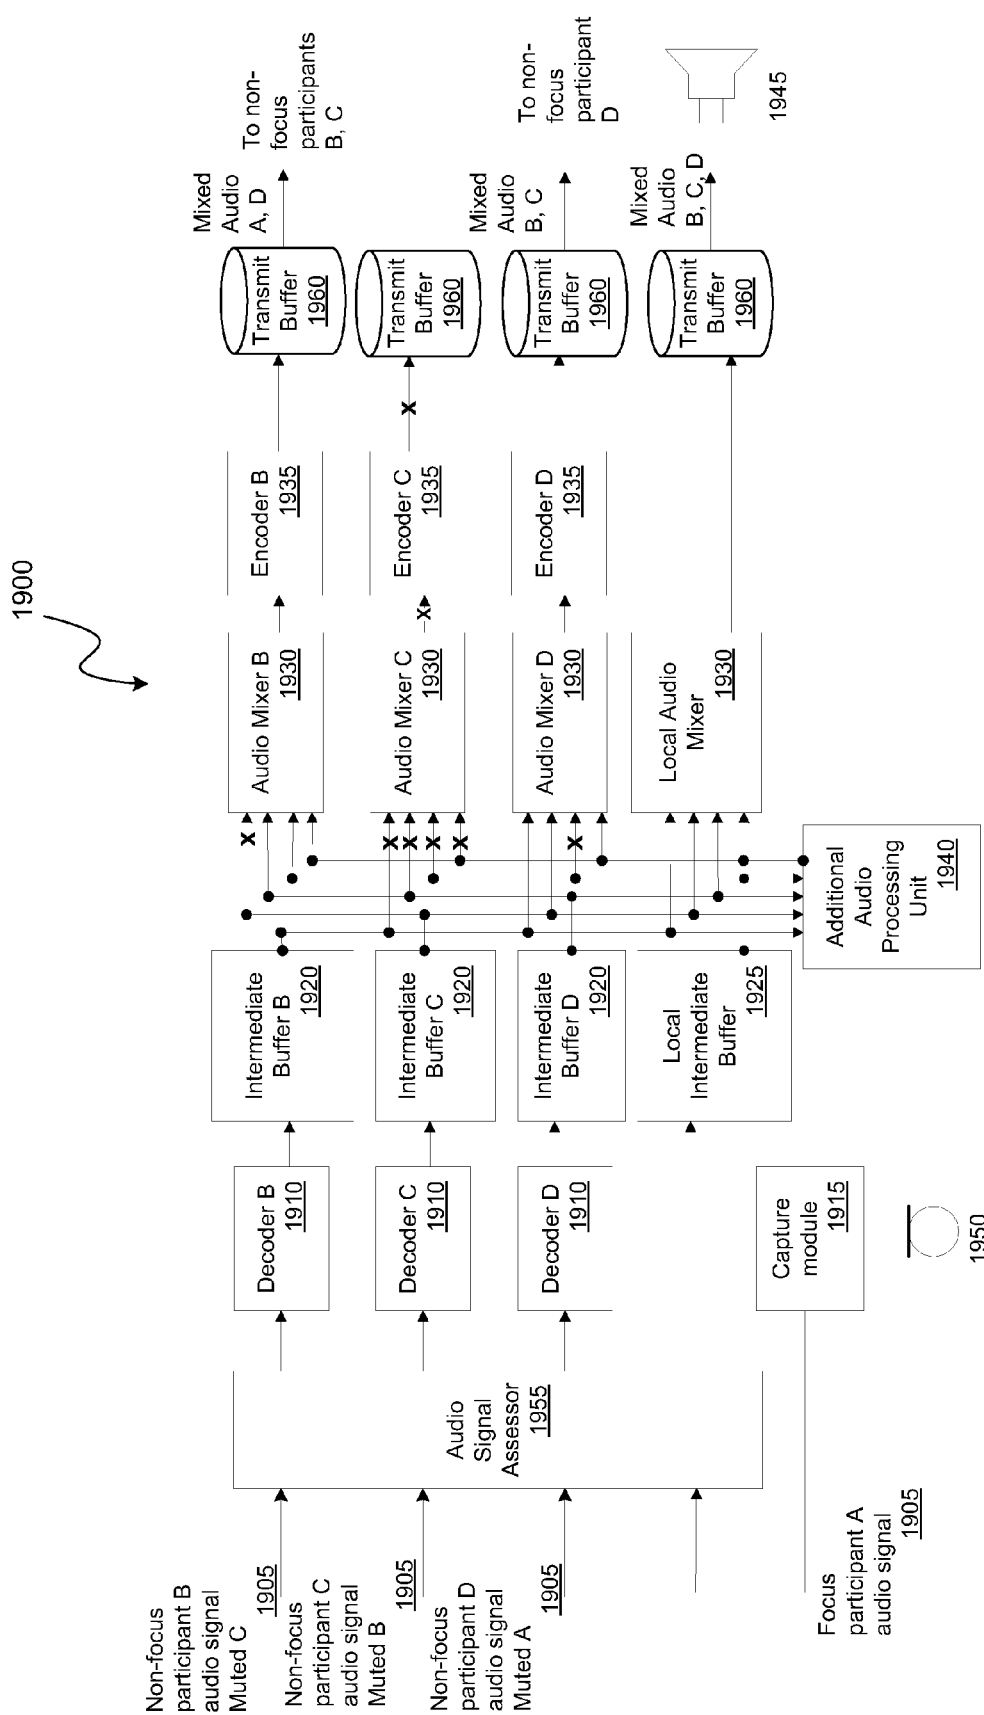 1900
Non-focus
participant B
audio signal
Muted C
1905
Non-focus
participant C
audio signal
Muted B
1905
Non-focus
participant D
audio signal
Muted A
1905
Focus
participant A
audio signal
1905
Audio
Signal
Assessor
1955
Decoder B
1910
Decoder C
1910
Decoder D
1910
Capture
module
1915
1950
Intermediate
Buffer B
1920
Intermediate
Buffer C
1920
Intermediate
Buffer D
1920
Local
Intermediate
Buffer
1925
Additional
Audio
Processing
Unit
1940
x
x
x
x
x
x
Audio Mixer B
1930
Audio Mixer C
1930
Audio Mixer D
1930
Local Audio
Mixer
1930
x
Encoder B
1935
Encoder C
1935
Encoder D
1935
x
Transmit
Buffer
1960
Transmit
Buffer
1960
Transmit
Buffer
1960
Transmit
Buffer
1960
Mixed
Audio
A, D
To non-
focus
participants
B, C
Mixed
Audio
B, C
To non-
focus
participant
D
Mixed
Audio
B, C, D
1945